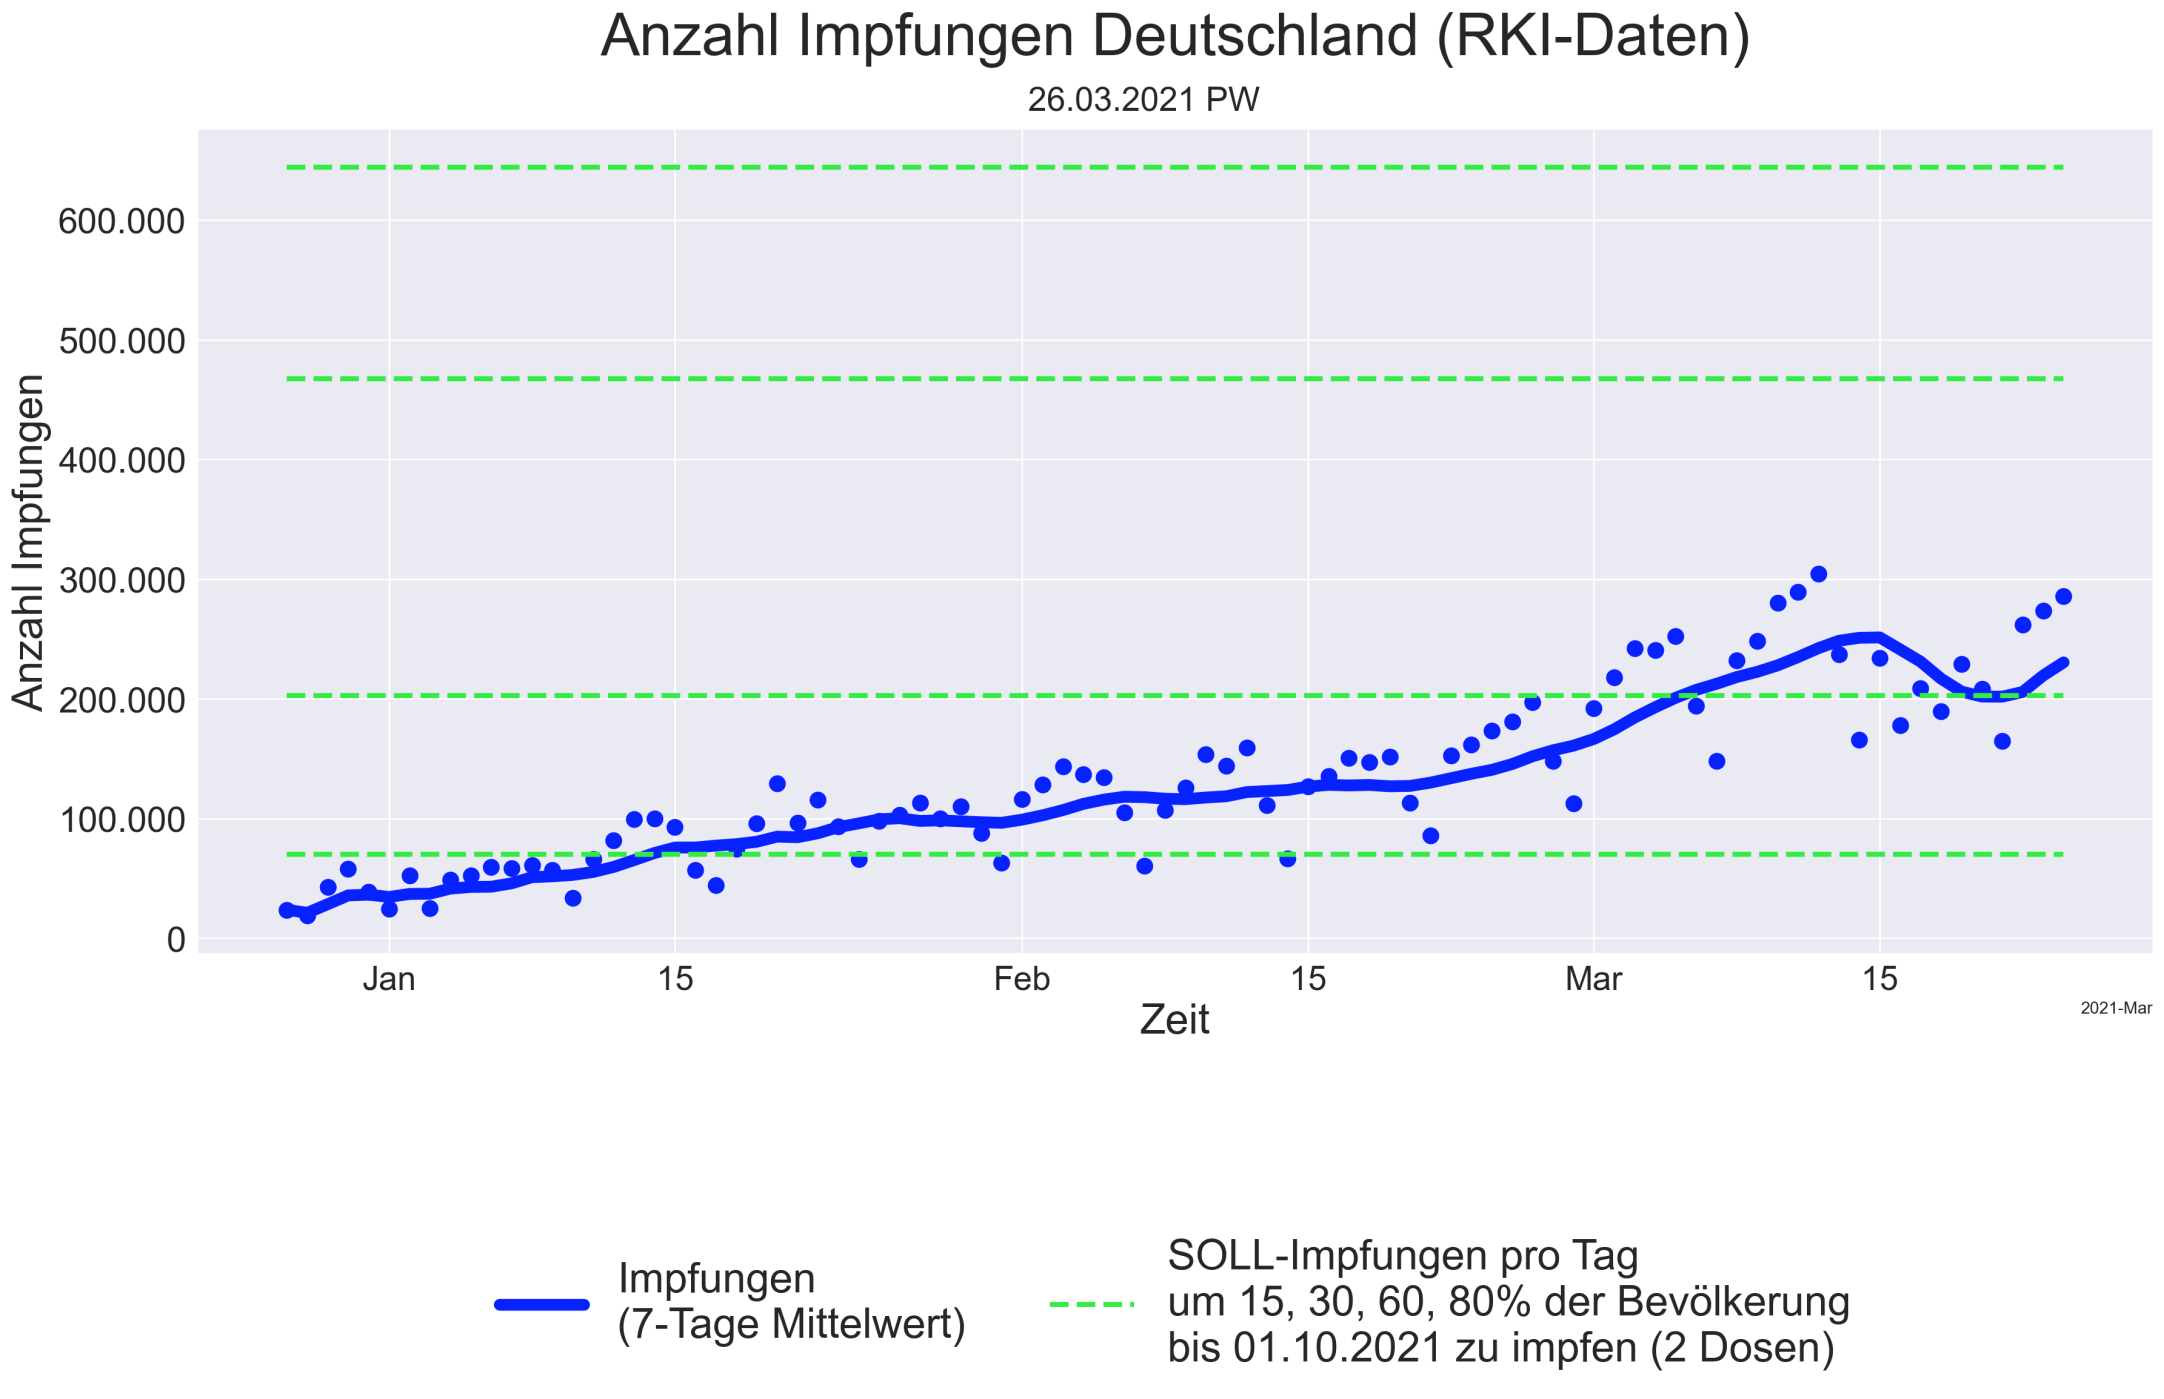 Anzahl Impfungen Deutschland (RKI-Daten)
26.03.2021 PW
Anzahl Impfungen
600.000
500.000
400.000
300.000
200.000
100.000
0
Jan 15 Feb 15 Mar 15
Zeit
2021-Mar
Impfungen
(7-Tage Mittelwert)
SOLL-Impfungen pro Tag
um 15, 30, 60, 80% der Bevölkerung
bis 01.10.2021 zu impfen (2 Dosen)